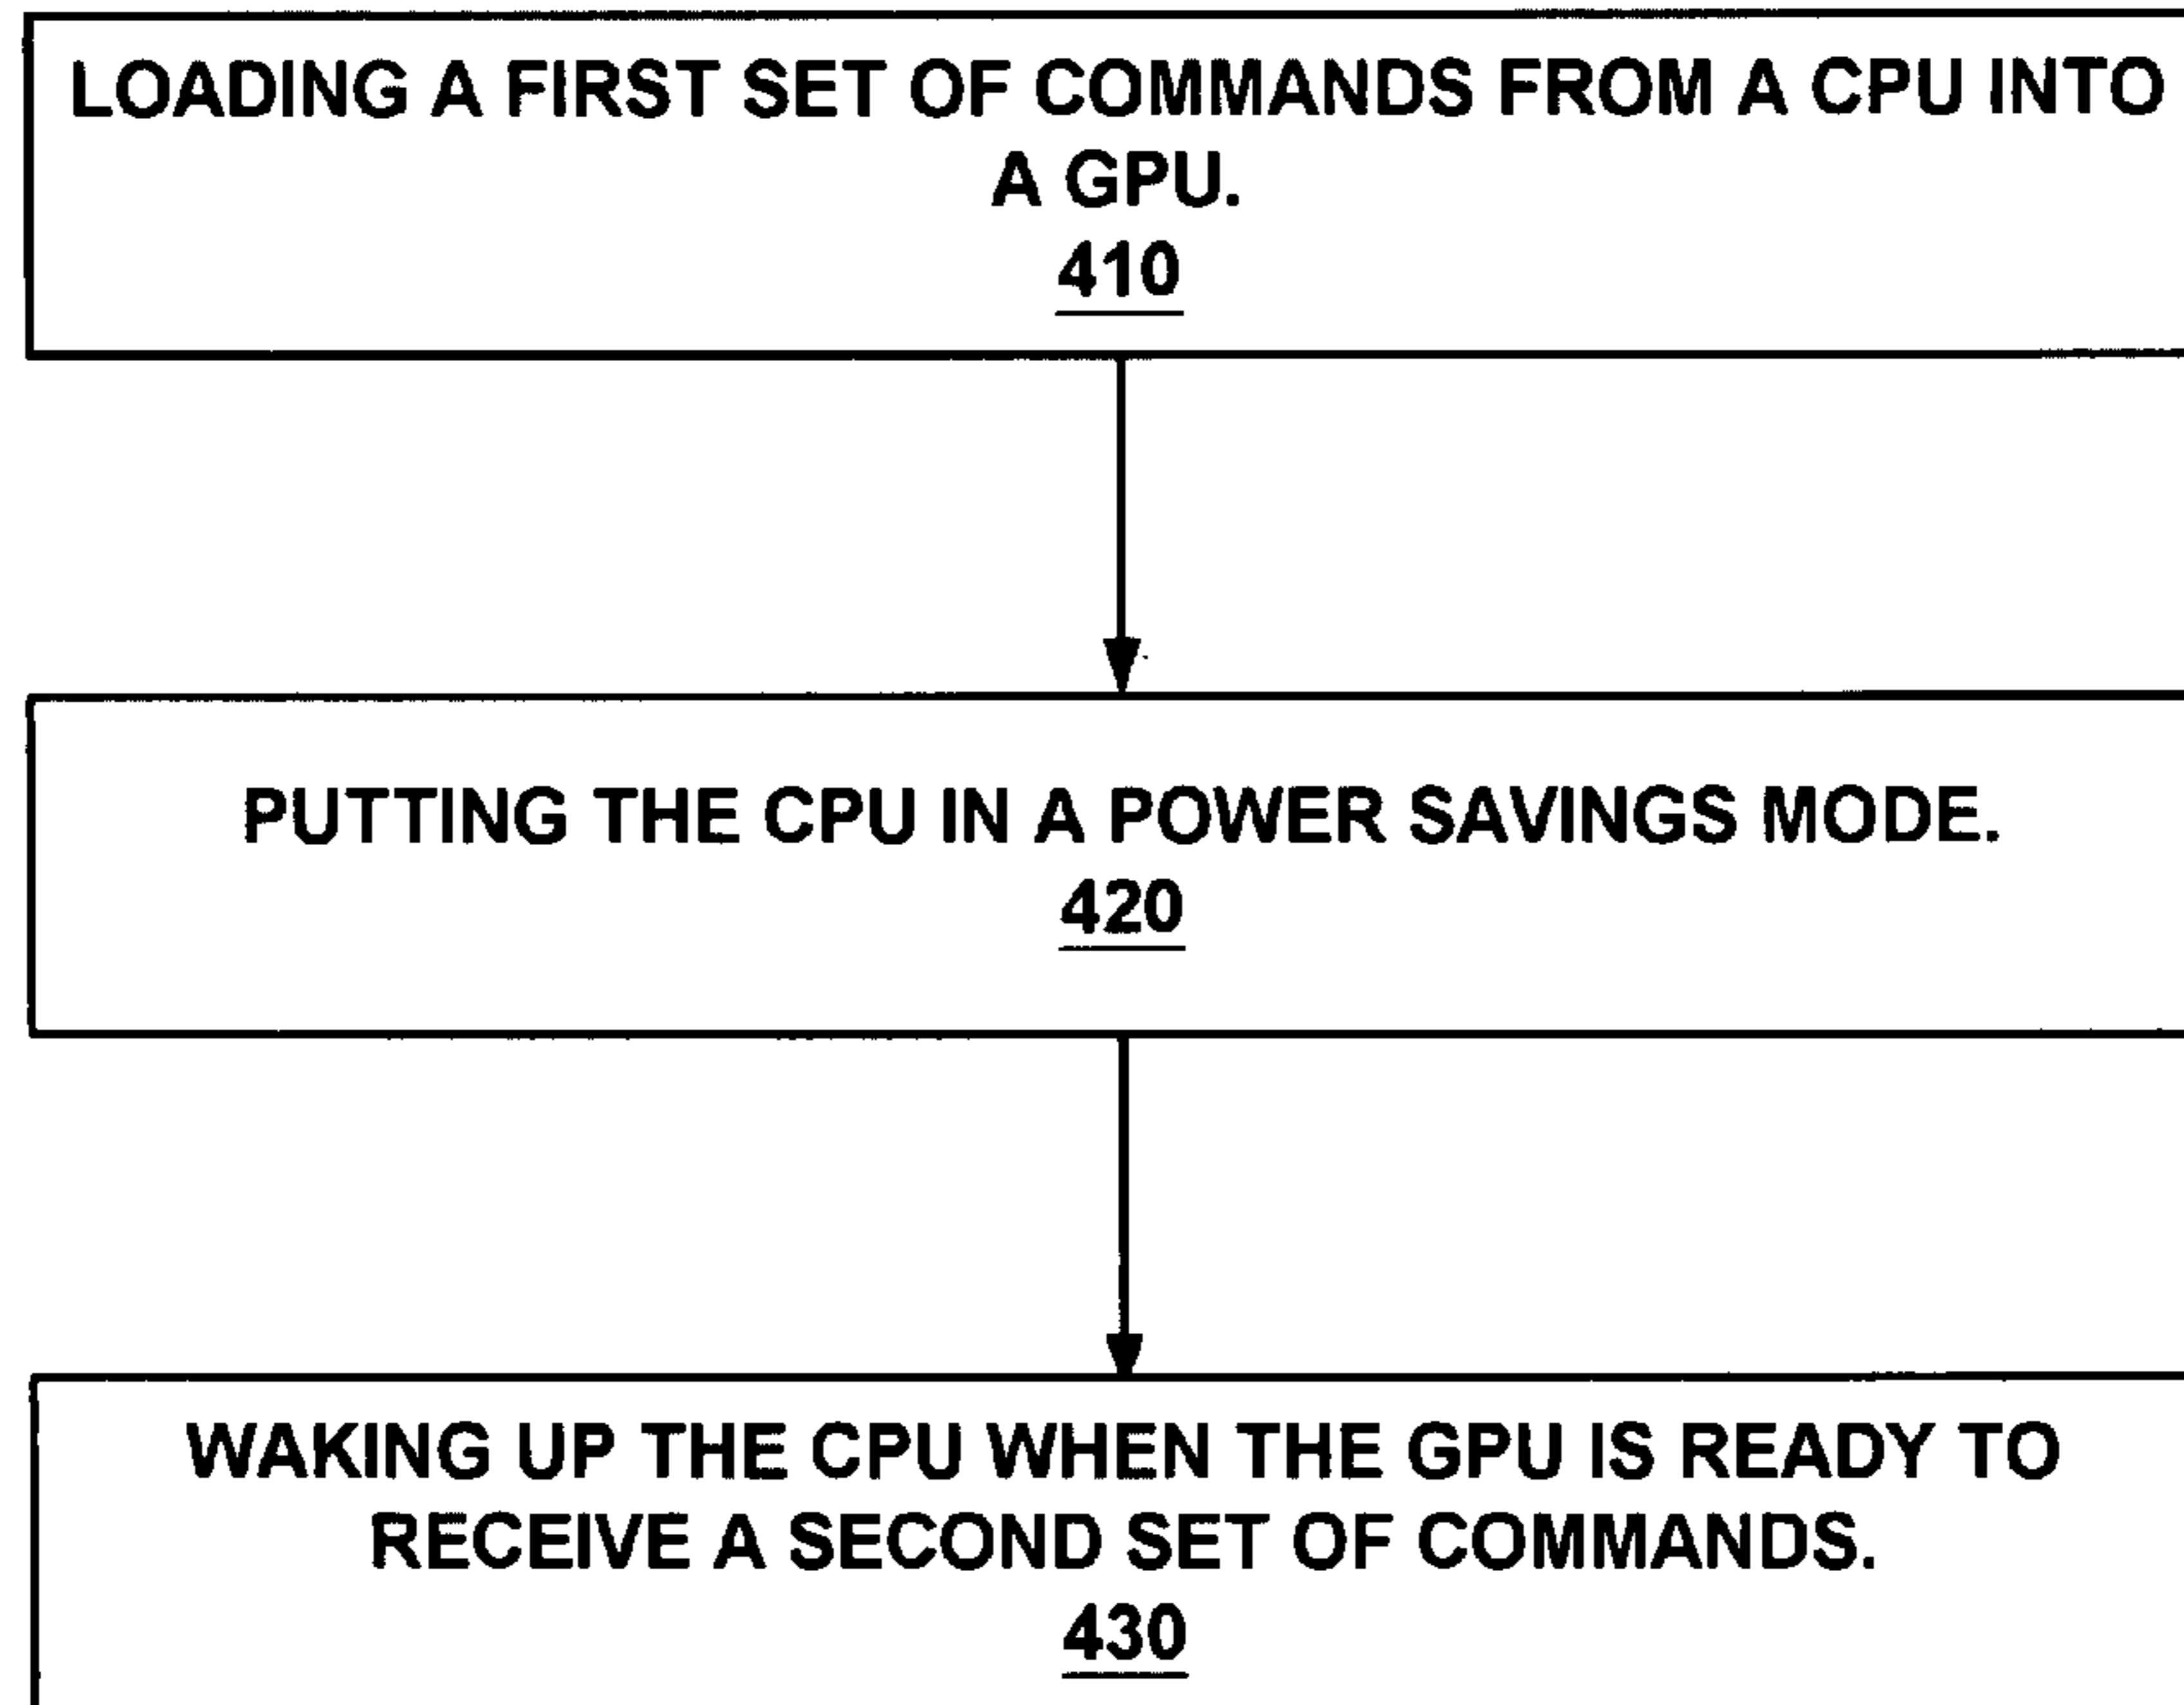 LOADING A FIRST SET OF COMMANDS FROM A CPU INTO
A GPU.
410
PUTTING THE CPU IN A POWER SAVINGS MODE.
420
WAKING UP THE CPU WHEN THE GPU IS READY TO
RECEIVE A SECOND SET OF COMMANDS.
430